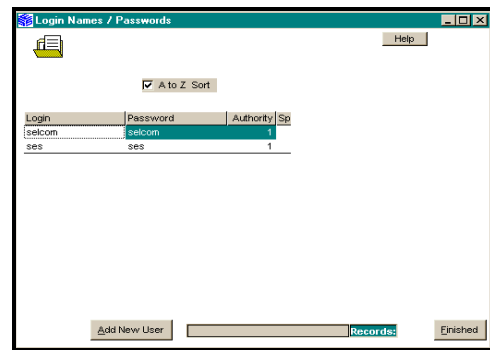 Login Names / Passwords
Help
A to Z Sort
Login Password Authority Sp
selcom selcom 1
ses ses 1
Add New User Records: Finished